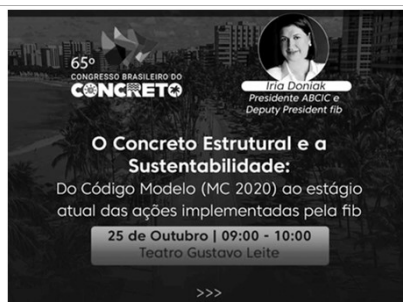 65º
CONGRESSO BRASILEIRO DO
CONCRETO
Iria Doniak
Presidente ABCIC e
Deputy President fib
O Concreto Estrutural e a
Sustentabilidade:
Do Código Modelo (MC 2020) ao estágio
atual das ações implementadas pela fib
25 de Outubro | 09:00 - 10:00
Teatro Gustavo Leite
>>>